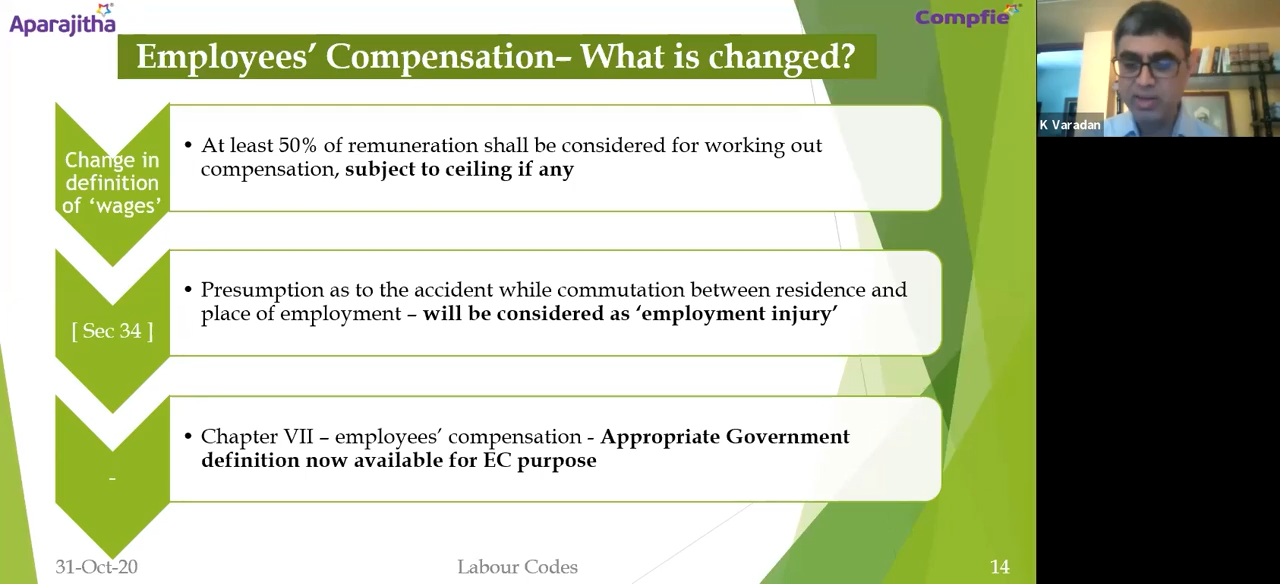 Aparajitha
Compfie
Employees’ Compensation– What is changed?
Change in
definition
of ‘wages’
• At least 50% of remuneration shall be considered for working out
compensation, subject to ceiling if any
[ Sec 34 ]
• Presumption as to the accident while commutation between residence and
place of employment – will be considered as ‘employment injury’
-
• Chapter VII – employees’ compensation - Appropriate Government
definition now available for EC purpose
31-Oct-20
Labour Codes
14
K Varadan